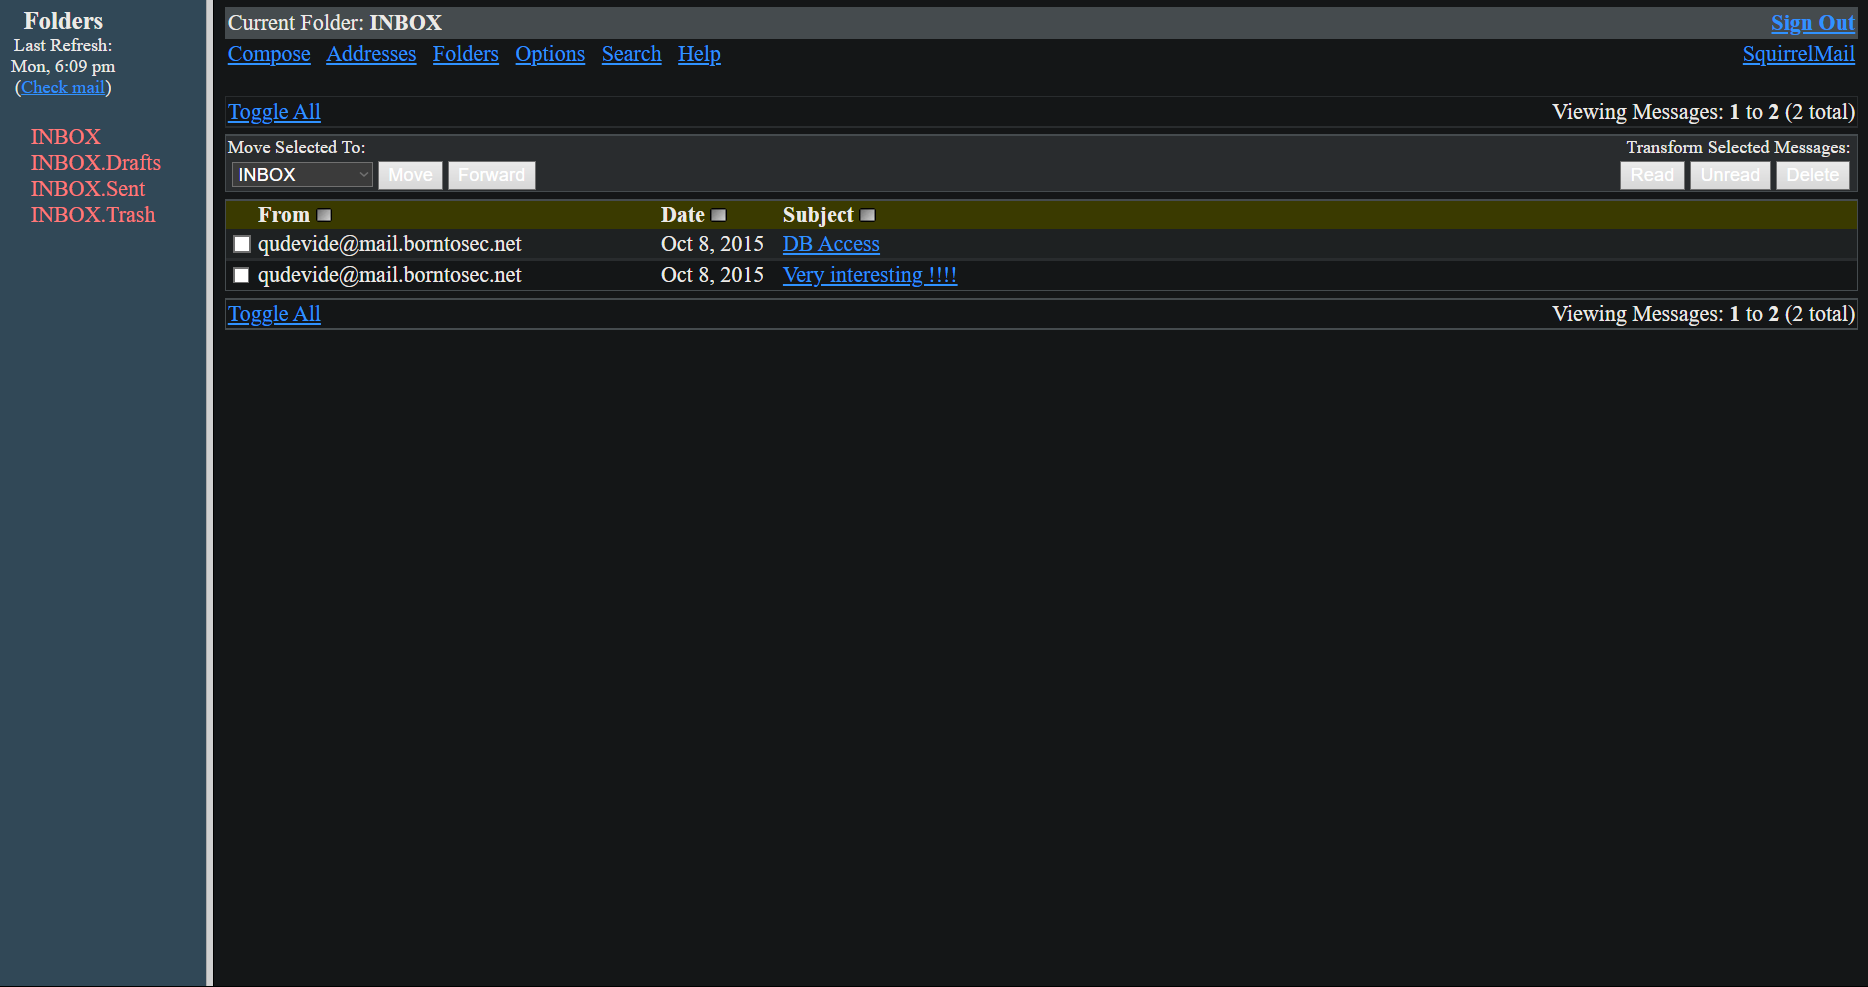 Folders
Last Refresh:
Mon, 6:09 pm
(Check mail)
INBOX
INBOX.Drafts
INBOX.Sent
INBOX.Trash
Current Folder: INBOX Sign Out
Compose Addresses Folders Options Search Help SquirrelMail
Toggle All Viewing Messages: 1 to 2 (2 total)
Move Selected To: Transform Selected Messages:
INBOX Move Forward Read Unread Delete
From Date Subject
qudevide@mail.borntosec.net Oct 8, 2015 DB Access
qudevide@mail.borntosec.net Oct 8, 2015 Very interesting !!!!
Toggle All Viewing Messages: 1 to 2 (2 total)